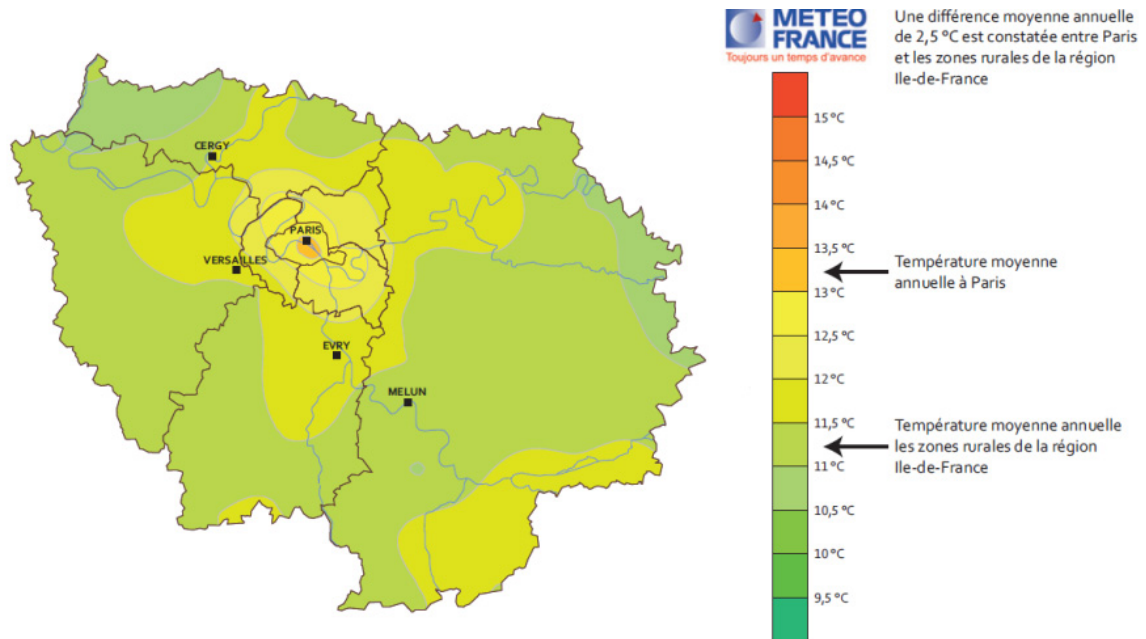 METEO
FRANCE
Toujours un temps d'avance
Une différence moyenne annuelle
de 2,5 °C est constatée entre Paris
et les zones rurales de la région
Ile-de-France
CERGY
PARIS
VERSAILLES
EVRY
MELUN
15 °C
14,5 °C
14 °C
13,5 °C
Température moyenne
annuelle à Paris
13 °C
12,5 °C
12 °C
11,5 °C
Température moyenne annuelle
les zones rurales de la région
Ile-de-France
11 °C
10,5 °C
10 °C
9,5 °C